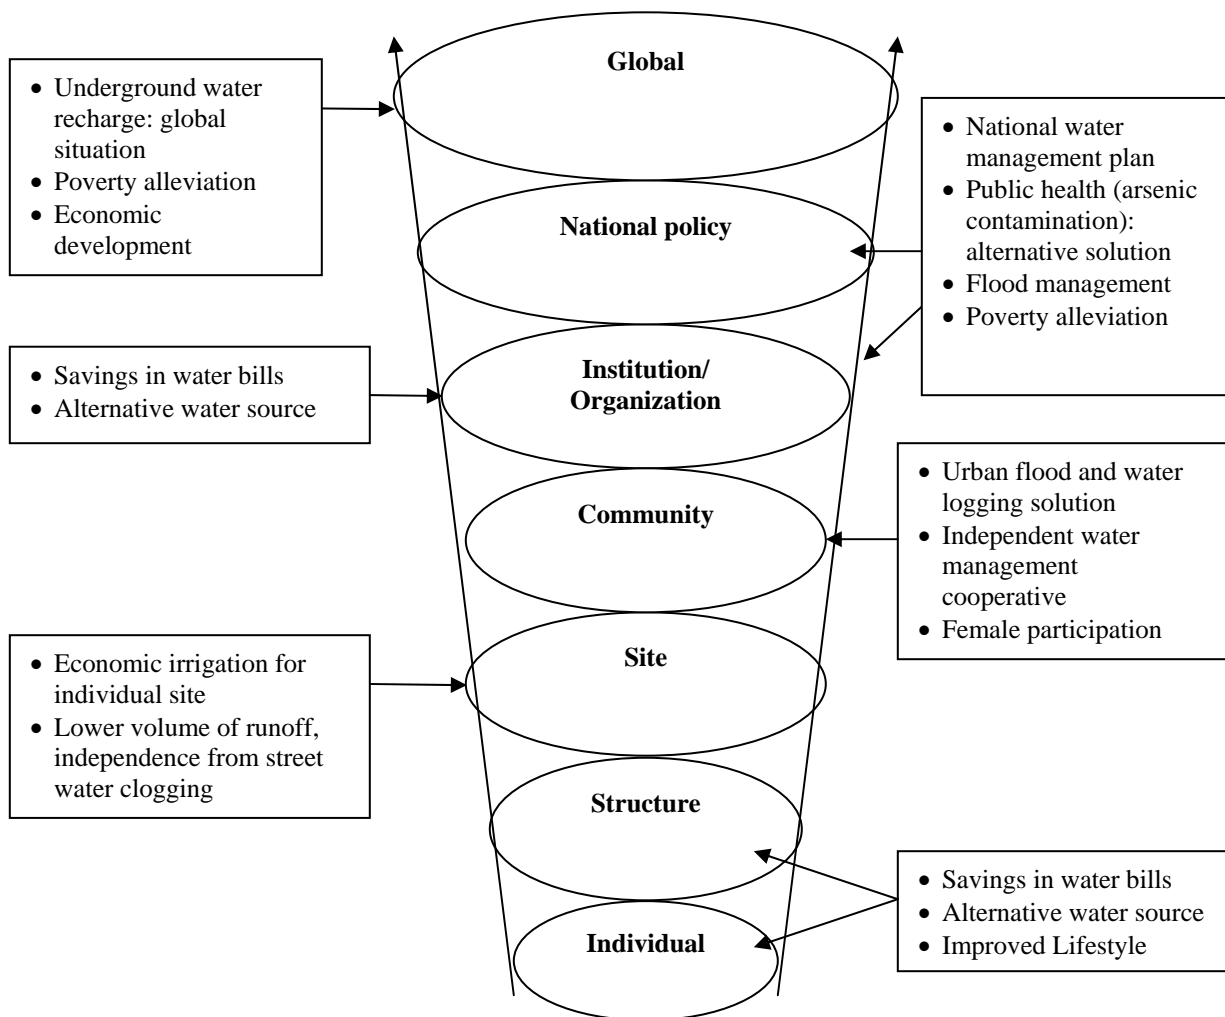 Global
• Underground water
recharge: global
situation
• Poverty alleviation
• Economic
development
• National water
management plan
• Public health (arsenic
contamination):
alternative solution
• Flood management
• Poverty alleviation
National policy
• Savings in water bills
• Alternative water source
Institution/
Organization
Community
• Urban flood and water
logging solution
• Independent water
management
cooperative
• Female participation
• Economic irrigation for
individual site
• Lower volume of runoff,
independence from street
water clogging
Site
Structure
• Savings in water bills
• Alternative water source
• Improved Lifestyle
Individual